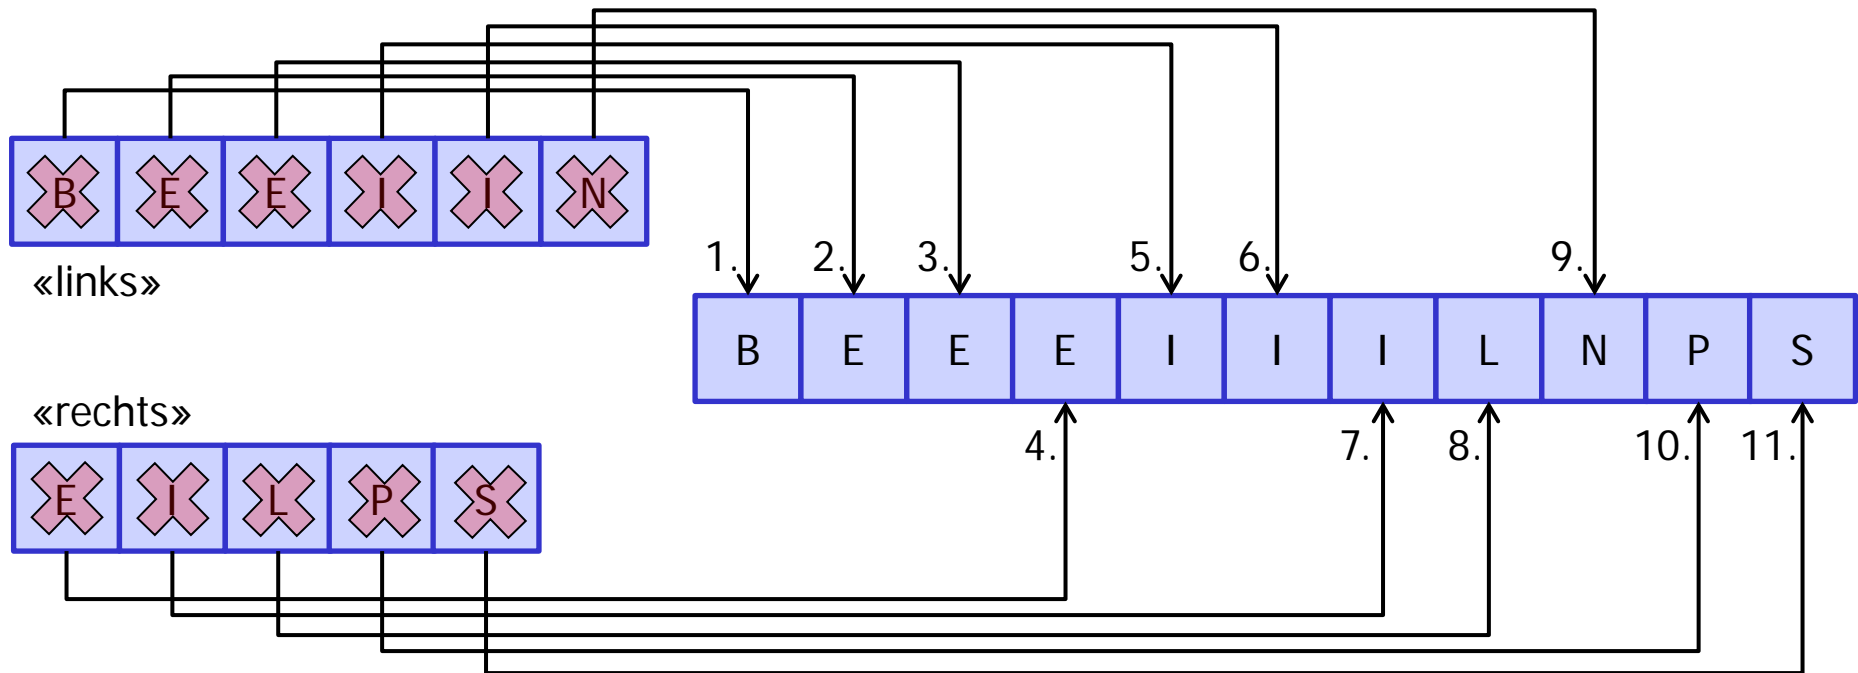 B E E I I N
«links»
1. 2. 3. 5. 6. 9.
B E E E I I I L N P S
«rechts»
4. 7. 8. 10. 11.
E I L P S